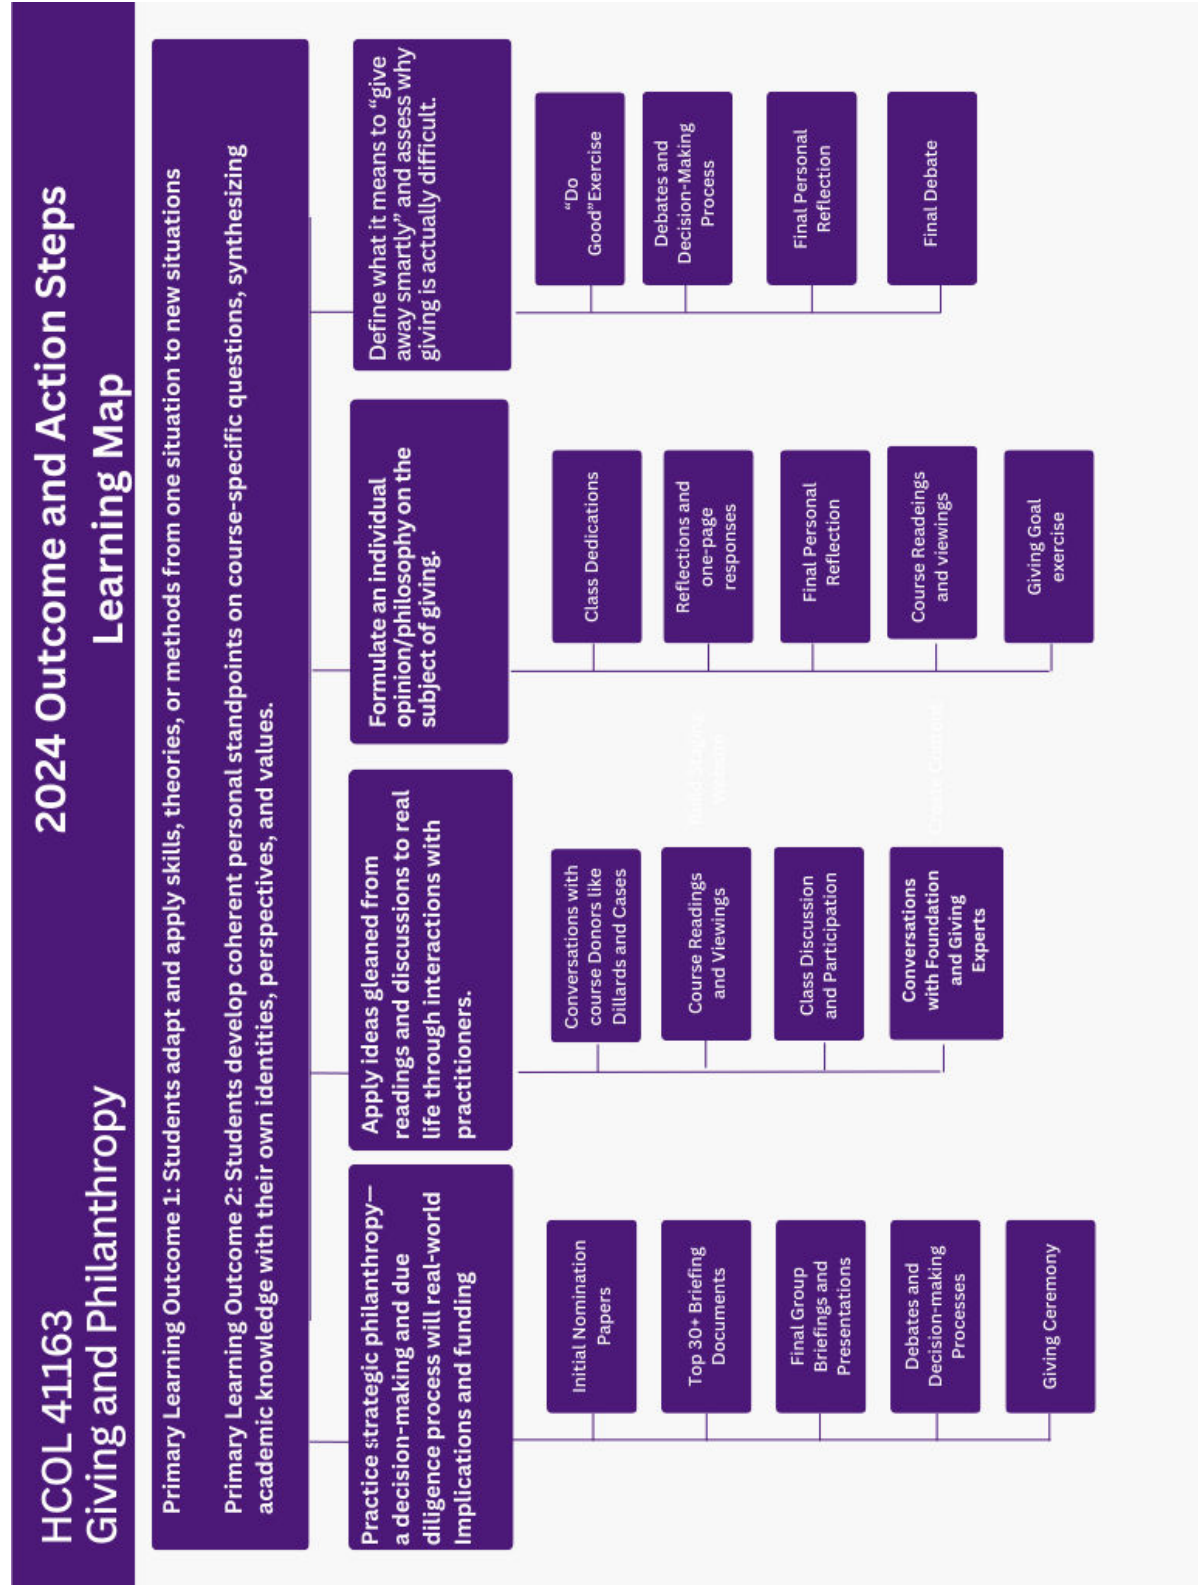 HCOL 41163
Giving and Philanthropy
2024 Outcome and Action Steps
Learning Map
Primary Learning Outcome 1: Students adapt and apply skills, theories, or methods from one situation to new situations
Primary Learning Outcome 2: Students develop coherent personal standpoints on course-specific questions, synthesizing
academic knowledge with their own identities, perspectives, and values.
Practice strategic philanthropy—
a decision-making and due
diligence process will real-world
Implications and funding
Initial Nomination
Papers
Top 30+ Briefing
Documents
Final Group
Briefings and
Presentations
Debates and
Decision-making
Processes
Giving Ceremony
Apply ideas gleaned from
readings and discussions to real
life through interactions with
practitioners.
Conversations with
course Donors like
Dillards and Cases
Course Readings
and Viewings
Class Discussion
and Participation
Conversations
with Foundation
and Giving
Experts
Formulate an individual
opinion/philosophy on the
subject of giving.
Class Dedications
Reflections and
one-page
responses
Final Personal
Reflection
Course Readeings
and viewings
Giving Goal
exercise
Define what it means to “give
away smartly” and assess why
giving is actually difficult.
“Do
Good”Exercise
Debates and
Decision-Making
Process
Final Personal
Reflection
Final Debate